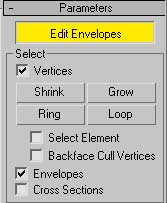 - Parameters
Edit Envelopes
Select
Vertices
Shrink Grow
Ring Loop
Select Element
Backface Cull Vertices
Envelopes
Cross Sections